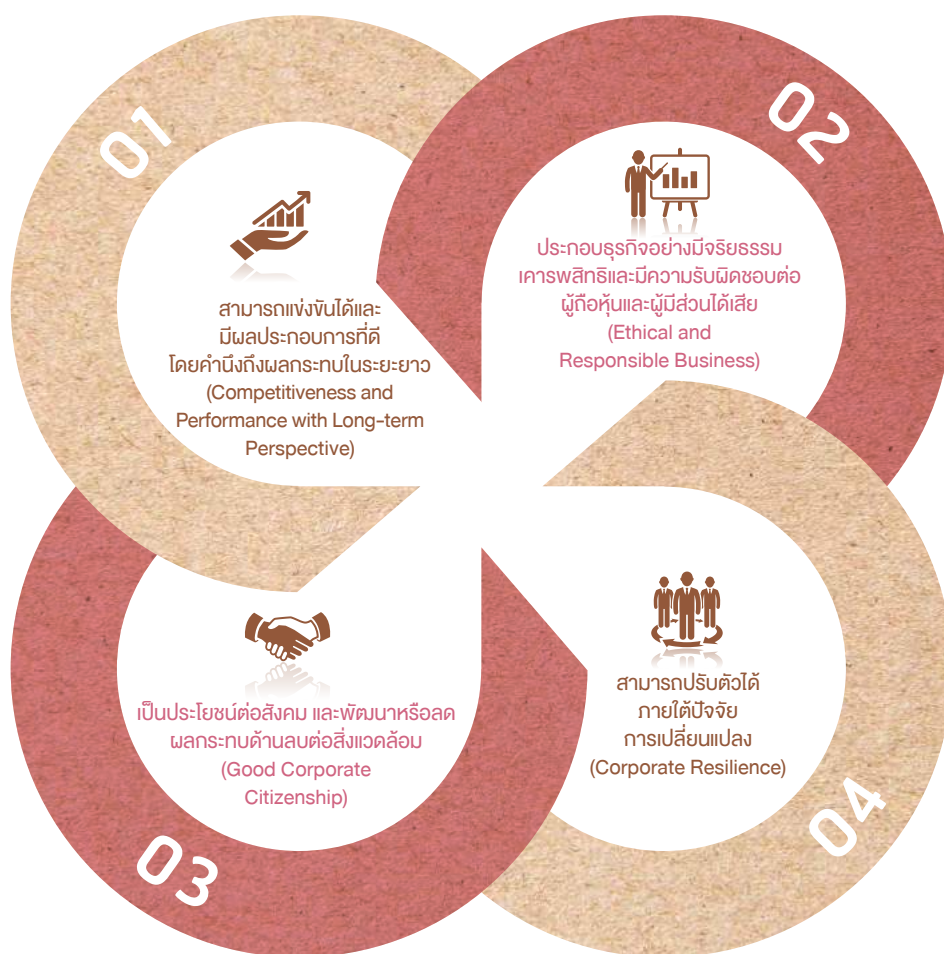 01
สามารถแข่งขันได้และ
มีผลประกอบการที่ดี
โดยคำนึงถึงผลกระทบในระยะยาว
(Competitiveness and
Performance with Long-term
Perspective)
02
ประกอบธุรกิจอย่างมีจริยธรรม
เคารพสิทธิและมีความรับผิดชอบต่อ
ผู้ถือหุ้นและผู้มีส่วนได้เสีย
(Ethical and
Responsible Business)
เป็นประโยชน์ต่อสังคม และพัฒนาหรือลด
ผลกระทบด้านลบต่อสิ่งแวดล้อม
(Good Corporate
Citizenship)
03
สามารถปรับตัวได้
ภายใต้ปัจจัย
การเปลี่ยนแปลง
(Corporate Resilience)
04